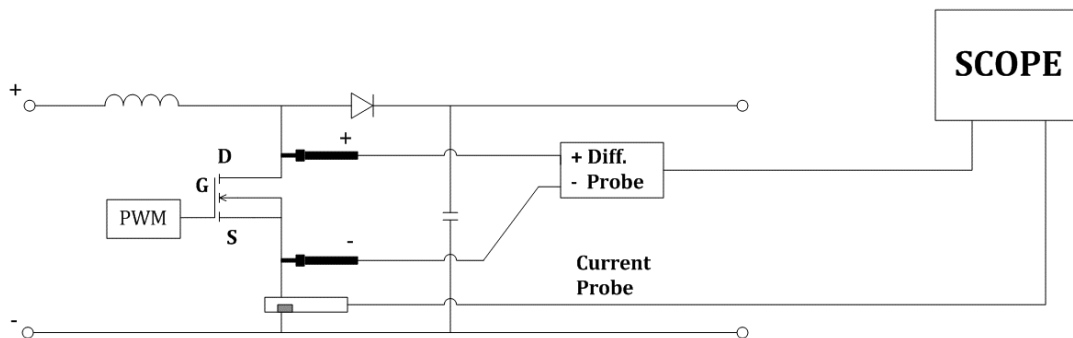 SCOPE
+
+
D
+ Diff.
- Probe
G
PWM
S
-
Current
Probe
-